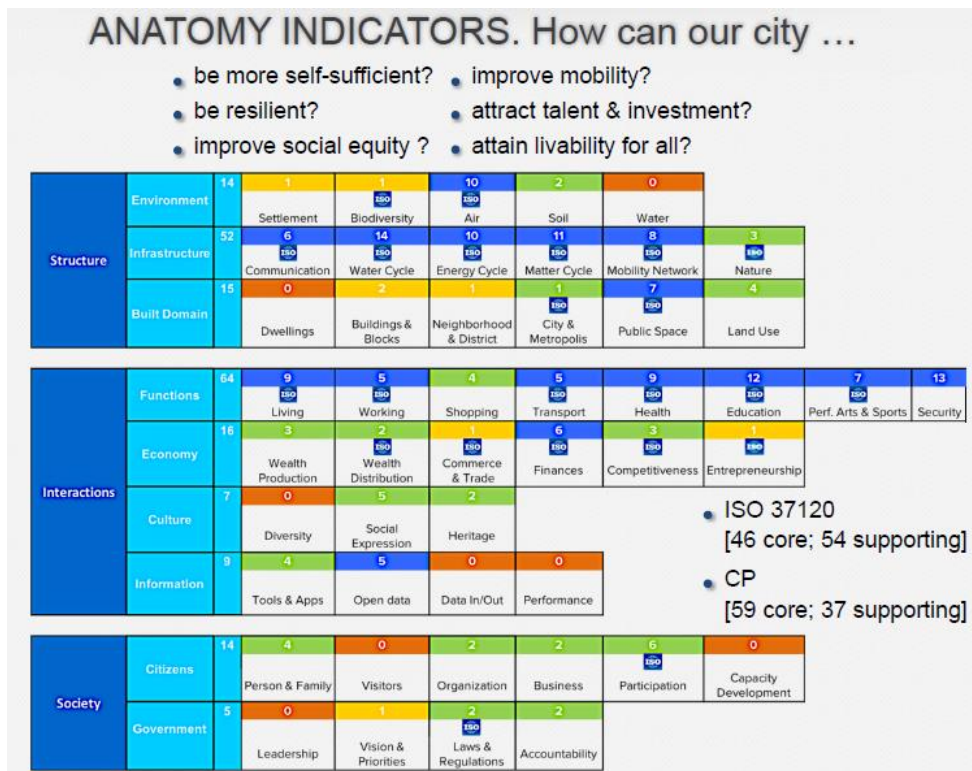 ANATOMY INDICATORS. How can our city ...
• be more self-sufficient? • improve mobility?
• be resilient? • attract talent & investment?
• improve social equity ? • attain livability for all?
Structure
Environment 14
1 Settlement
1 ISO Biodiversity
10 ISO Air
2 Soil
0 Water
Infrastructure 52
6 ISO Communication
14 ISO Water Cycle
10 ISO Energy Cycle
11 ISO Matter Cycle
8 ISO Mobility Network
3 ISO Nature
Built Domain 15
0 Dwellings
2 Buildings &
Blocks
1 Neighborhood
& District
1 ISO City &
Metropolis
7 ISO Public Space
4 Land Use
Interactions
Functions 64
9 ISO Living
5 ISO Working
4 Shopping
5 ISO Transport
9 ISO Health
12 ISO Education
7 ISO Perf. Arts & Sports
13 Security
Economy 16
3 Wealth
Production
2 ISO Wealth
Distribution
1 ISO Commerce
& Trade
6 ISO Finances
3 ISO Competitiveness
1 ISO Entrepreneurship
Culture 7
0 Diversity
5 Social
Expression
2 Heritage
Information 9
4 Tools & Apps
5 Open data
0 Data In/Out
0 Performance
• ISO 37120
[46 core; 54 supporting]
• CP
[59 core; 37 supporting]
Society
Citizens 14
4 Person & Family
0 Visitors
2 Organization
2 Business
6 ISO Participation
0 Capacity
Development
Government 5
0 Leadership
1 Vision &
Priorities
2 ISO Laws &
Regulations
2 Accountability